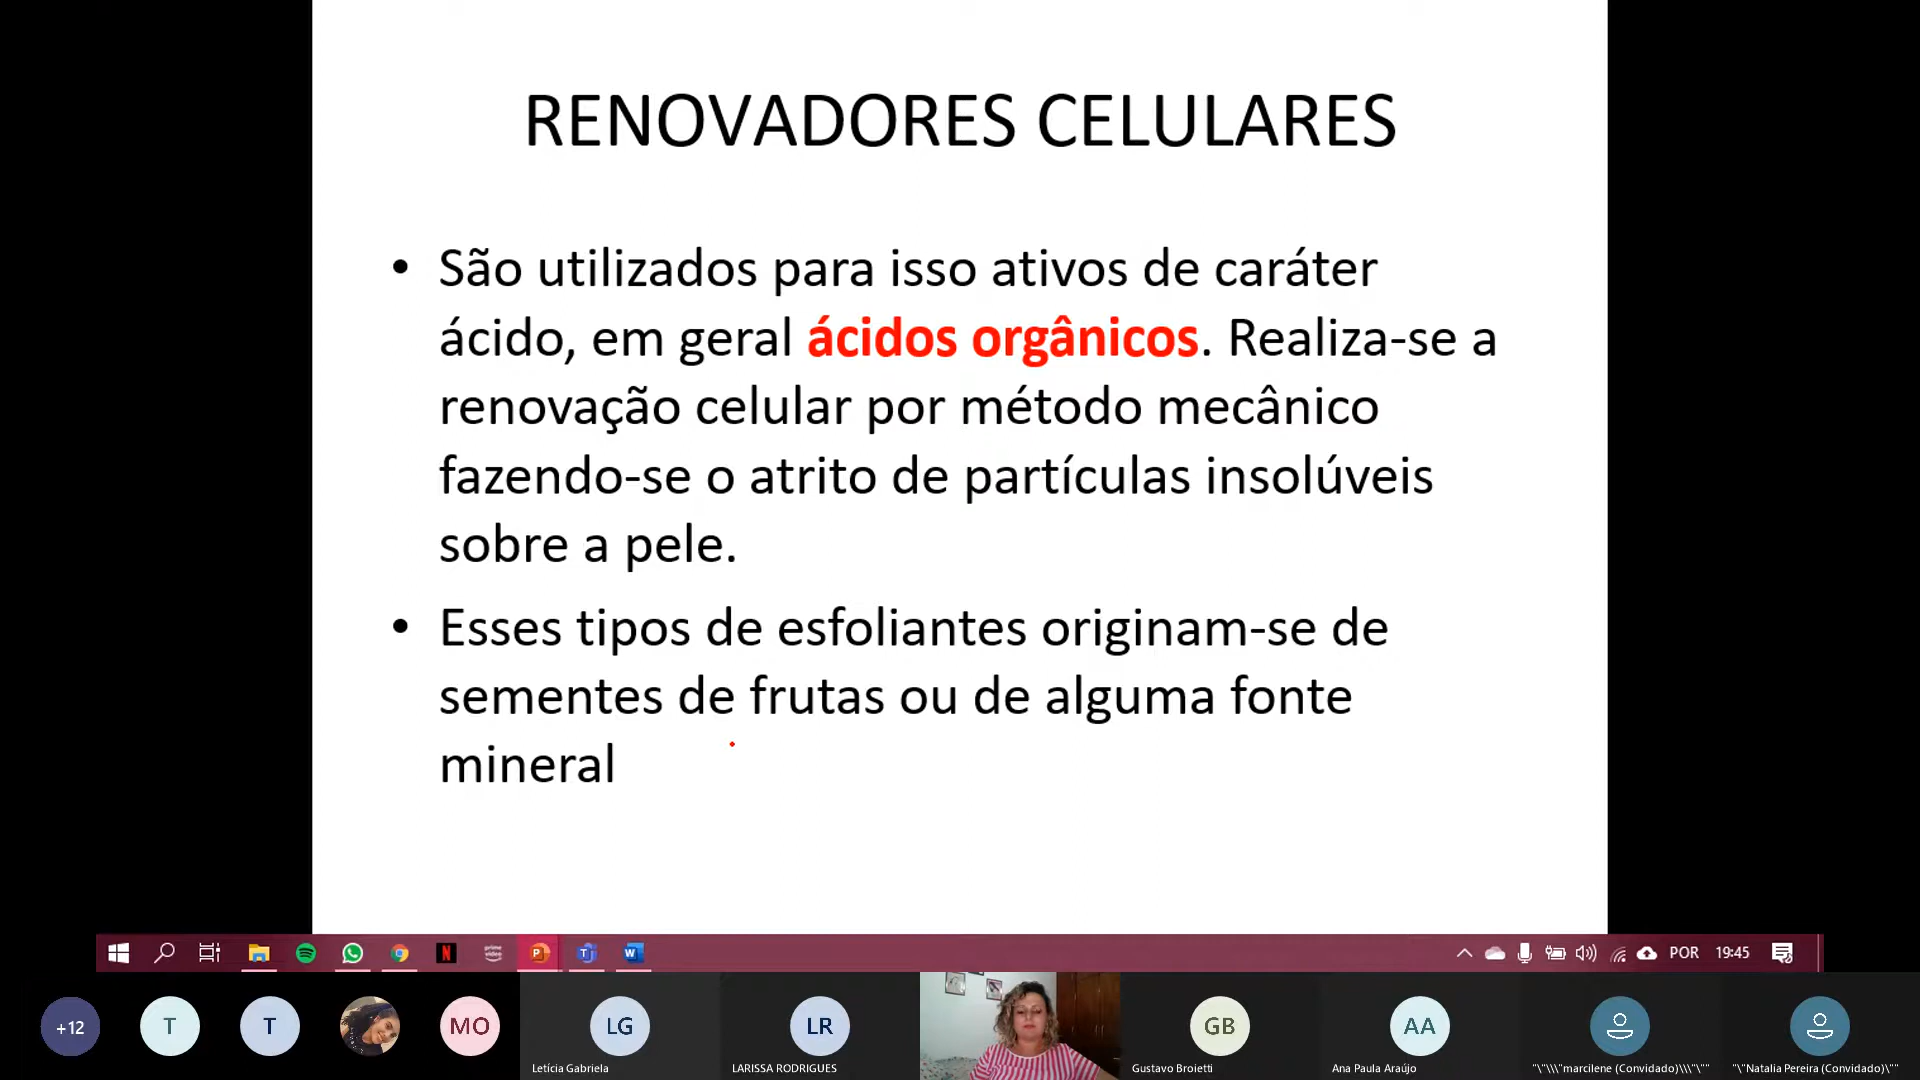 RENOVADORES CELULARES
• São utilizados para isso ativos de caráter
ácido, em geral ácidos orgânicos. Realiza-se a
renovação celular por método mecânico
fazendo-se o atrito de partículas insolúveis
sobre a pele.
• Esses tipos de esfoliantes originam-se de
sementes de frutas ou de alguma fonte
mineral
N prime video P T W POR 19:45
+12 T T MO LG LR GB AA
Letícia Gabriela LARISSA RODRIGUES Gustavo Broietti Ana Paula Araújo "\"\\\"marcilene (Convidado)\\\"\"" "\"Natalia Pereira (Convidado)\""